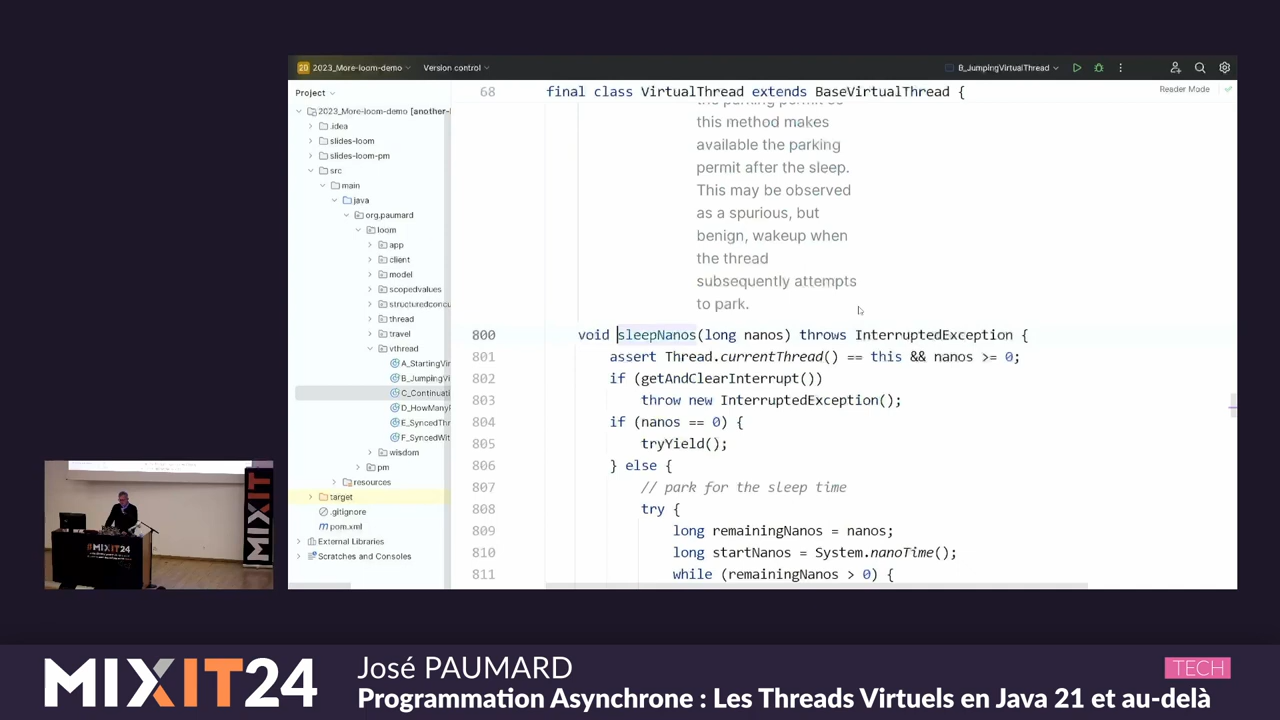 2023_More-loom-demo
Version control
B_JumpingVirtualThread
Project
68
final class VirtualThread extends BaseVirtualThread {
Reader Mode
2023_More-loom-demo [another-l
.idea
slides-loom
slides-loom-pm
src
main
java
org.paumard
loom
app
client
model
scopedvalues
structuredconcu
thread
travel
vthread
A_StartingVir
B_JumpingVi
C_Continuati
D_HowManyP
E_SyncedThr
F_SyncedWit
wisdom
pm
resources
target
.gitignore
pom.xml
External Libraries
Scratches and Consoles
this method makes
available the parking
permit after the sleep.
This may be observed
as a spurious, but
benign, wakeup when
the thread
subsequently attempts
to park.
800 void sleepNanos(long nanos) throws InterruptedException {
801 assert Thread.currentThread() == this && nanos >= 0;
802 if (getAndClearInterrupt())
803 throw new InterruptedException();
804 if (nanos == 0) {
805 tryYield();
806 } else {
807 // park for the sleep time
808 try {
809 long remainingNanos = nanos;
810 long startNanos = System.nanoTime();
811 while (remainingNanos > 0) {
#MIXIT24
MIXIT
MIXIT24
José PAUMARD
TECH
Programmation Asynchrone : Les Threads Virtuels en Java 21 et au-delà